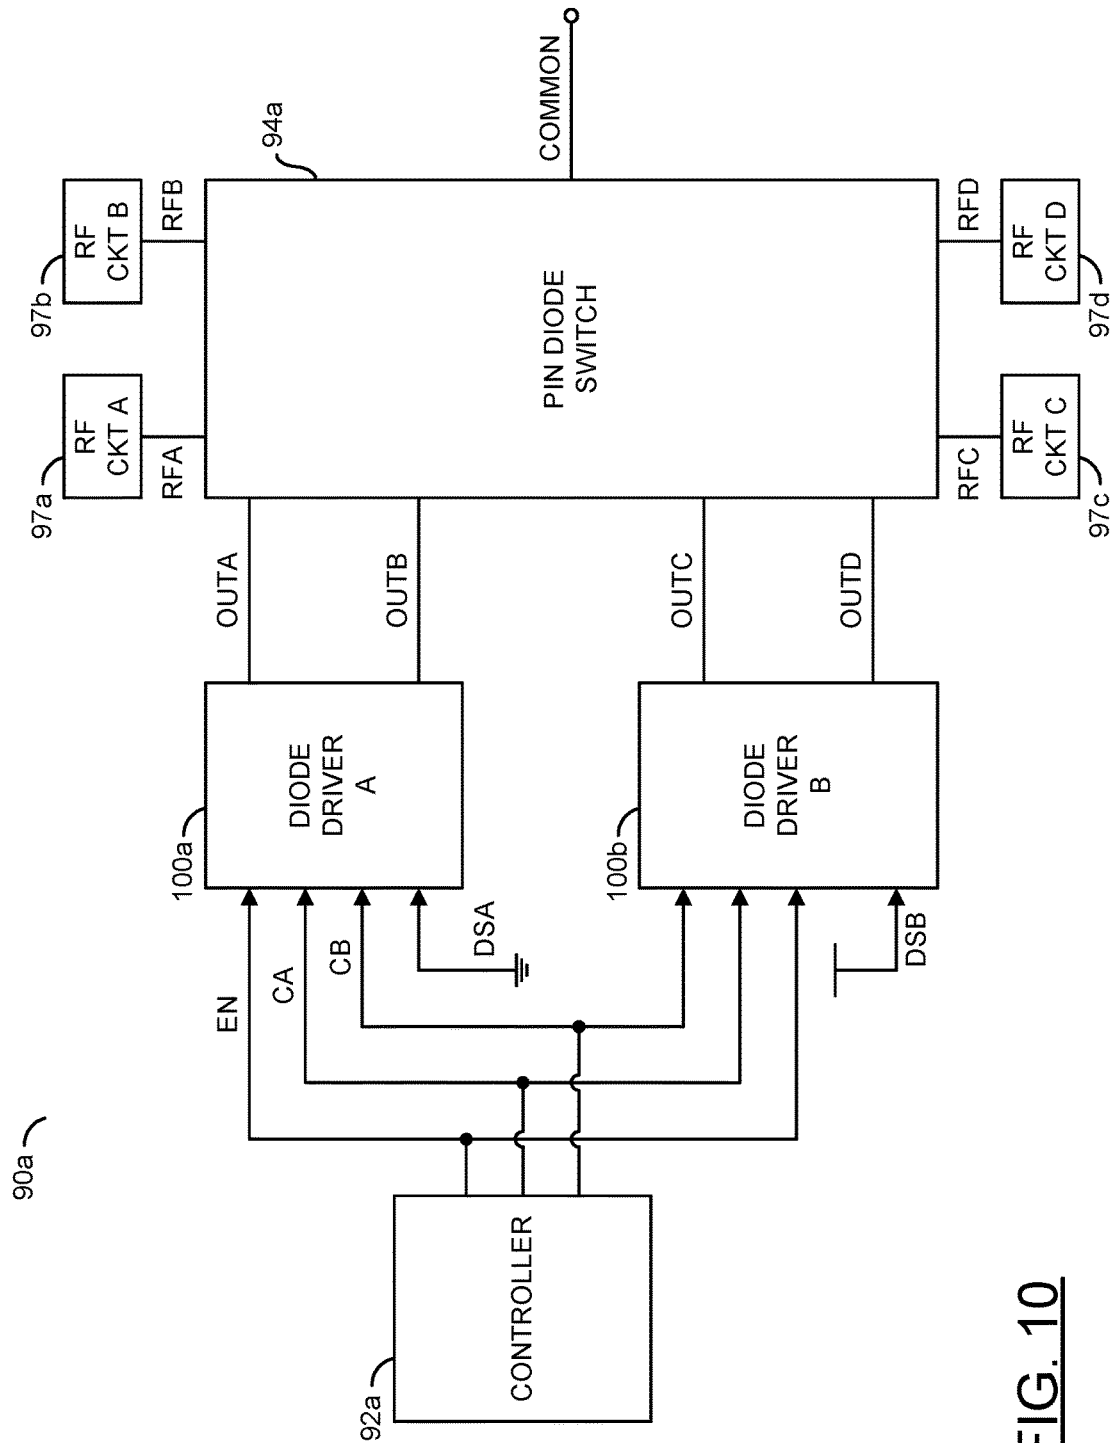 90a
92a
CONTROLLER
EN
CA
CB
DSA
DSB
100a
DIODE
DRIVER
A
100b
DIODE
DRIVER
B
OUTA
OUTB
OUTC
OUTD
97a
RF
CKT A
RFA
97b
RF
CKT B
RFB
94a
PIN DIODE
SWITCH
COMMON
RFC
RF
CKT C
97c
RFD
RF
CKT D
97d
FIG. 10